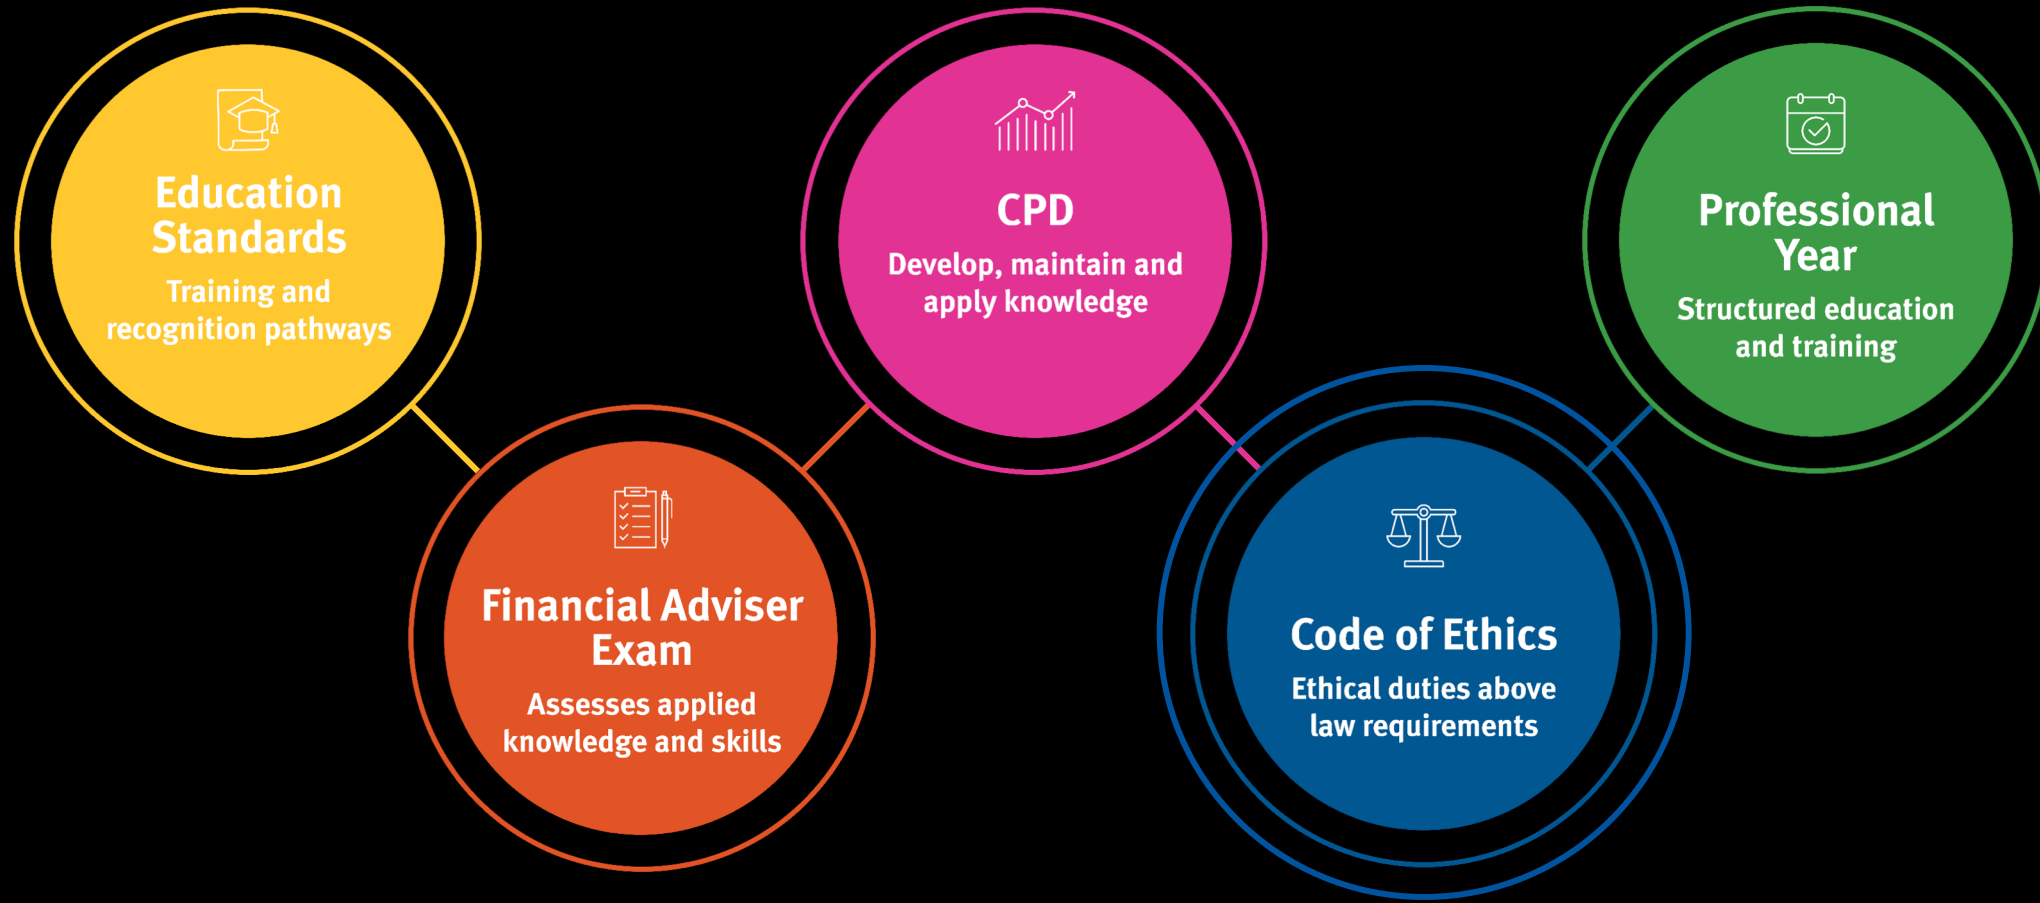 Education
Standards
Training and
recognition pathways
Financial Adviser
Exam
Assesses applied
knowledge and skills
CPD
Develop, maintain and
apply knowledge
Code of Ethics
Ethical duties above
law requirements
Professional
Year
Structured education
and training